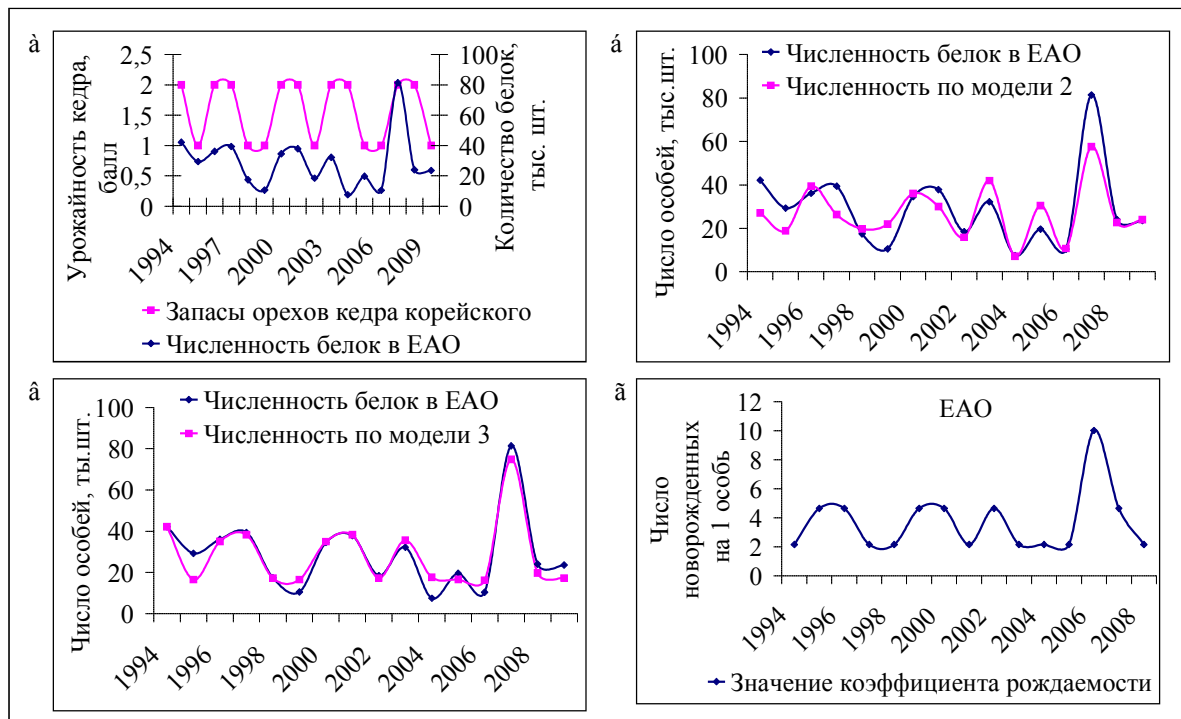 à
Урожайность кедра,
балл
2,5
2
1,5
1
0,5
0
100
80
60
40
20
0
Количество белок,
тыс. шт.
1994
1997
2000
2003
2006
2009
Запасы орехов кедра корейского
Численность белок в ЕАО
á
Число особей, тыс.шт.
100
80
60
40
20
0
Численность белок в ЕАО
Численность по модели 2
1994
1996
1998
2000
2002
2004
2006
2008
â
Число особей, ты.шт.
100
80
60
40
20
0
Численность белок в ЕАО
Численность по модели 3
1994
1996
1998
2000
2002
2004
2006
2008
ã
ЕАО
Число
новорожденных
на 1 особь
12
10
8
6
4
2
0
1994
1996
1998
2000
2002
2004
2006
2008
Значение коэффициента рождаемости